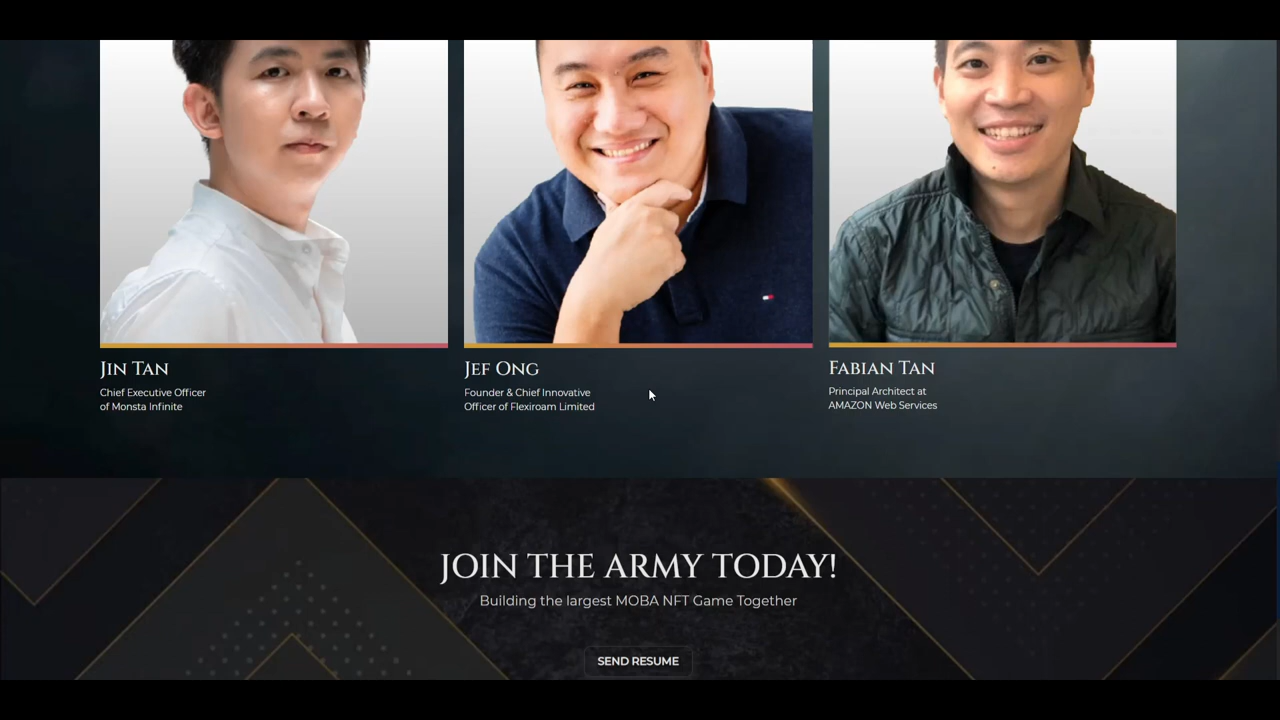 Jin Tan
Chief Executive Officer
of Monsta Infinite
Jef Ong
Founder & Chief Innovative
Officer of Flexiroam Limited
Fabian Tan
Principal Architect at
AMAZON Web Services
JOIN THE ARMY TODAY!
Building the largest MOBA NFT Game Together
SEND RESUME